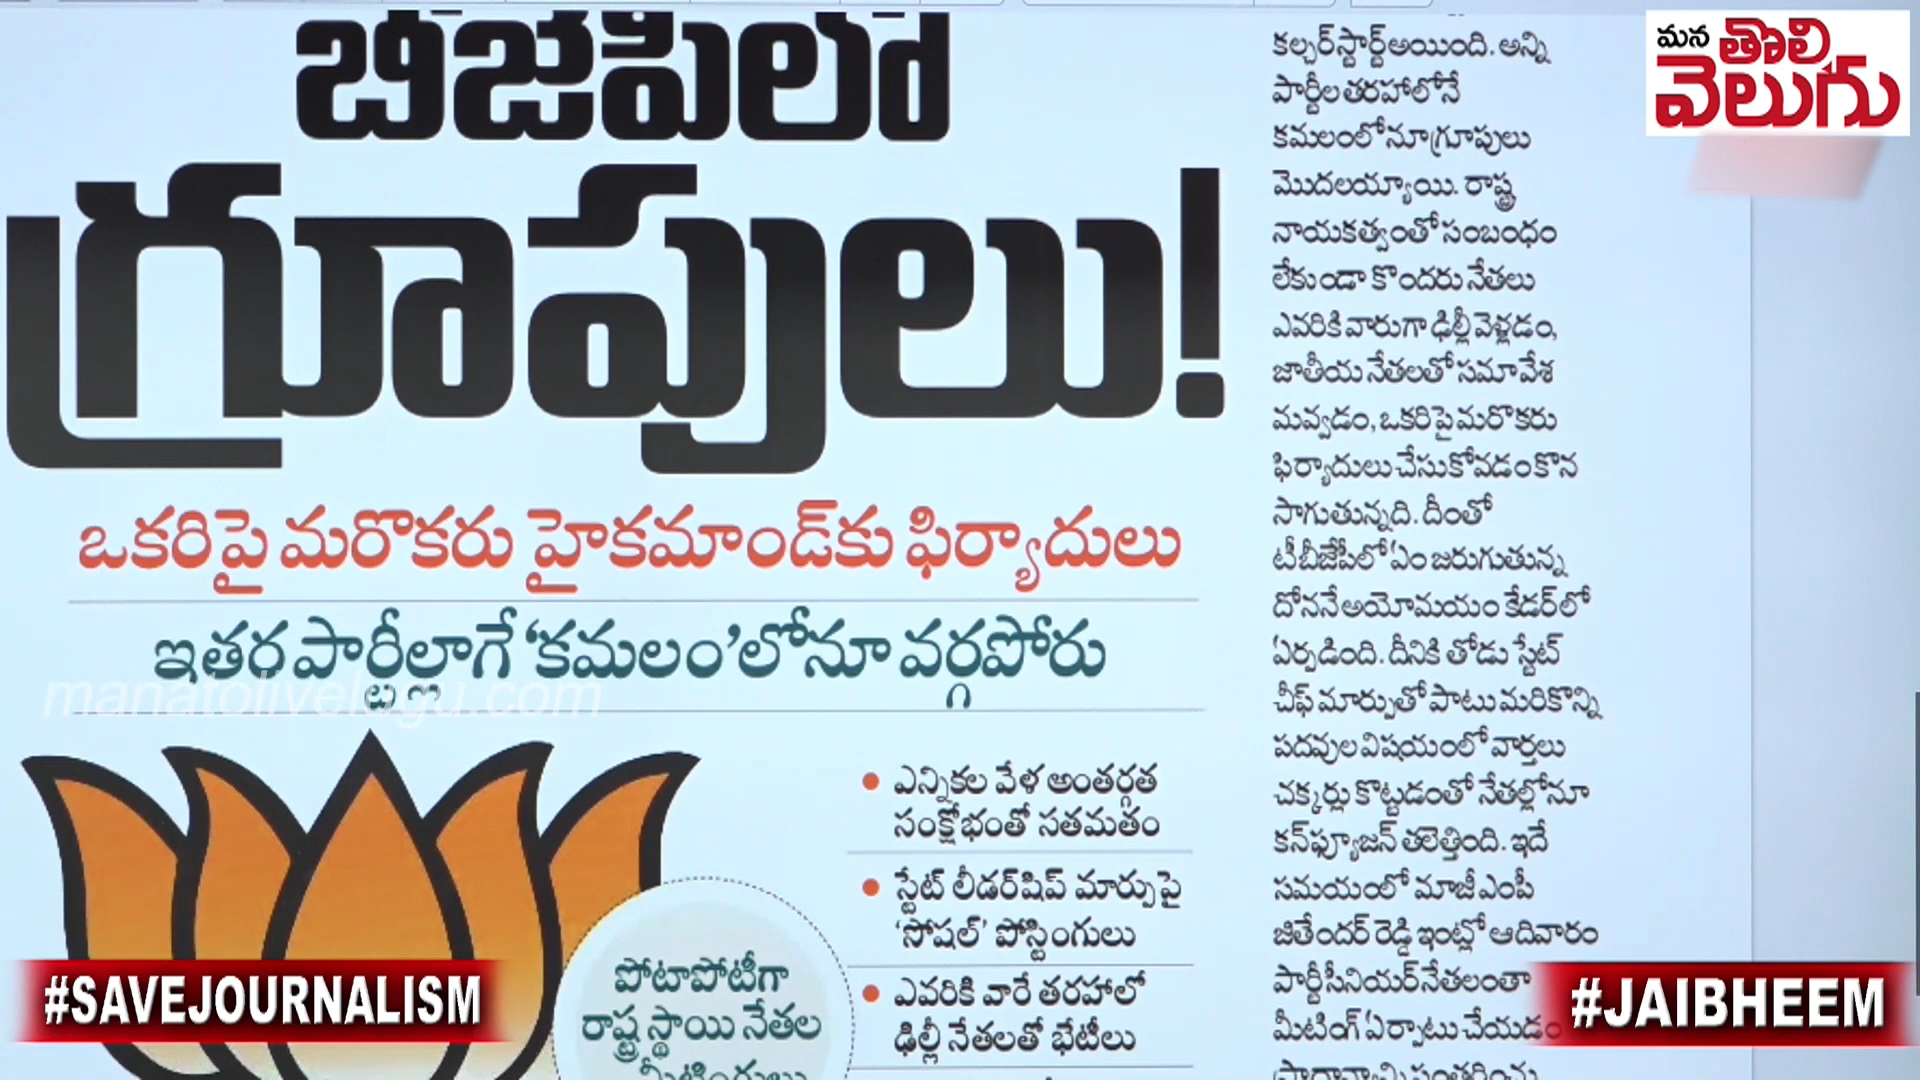 బీజేపీలో
గ్రూపులు!
ఒకరిపై మరొకరు హైకమాండ్‌కు ఫిర్యాదులు
ఇతర పార్టీల్లాగే ‘కమలం’లోనూ వర్గపోరు
manatolivelugu.com
ఎన్నికల వేళ అంతర్గత
సంక్షోభంతో సతమతం
స్టేట్ లీడర్‌షిప్ మార్పుపై
‘సోషల్’ పోస్టింగులు
ఎవరికి వారే తరహాలో
ఢిల్లీ నేతలతో భేటీలు
పోటాపోటీగా
రాష్ట్ర స్థాయి నేతల
మీటింగులు
కల్చర్ స్టార్ట్ అయింది. అన్ని
పార్టీల తరహాలోనే
కమలంలోనూ గ్రూపులు
మొదలయ్యాయి. రాష్ట్ర
నాయకత్వంతో సంబంధం
లేకుండా కొందరు నేతలు
ఎవరికి వారుగా ఢిల్లీ వెళ్లడం,
జాతీయ నేతలతో సమావేశ
మవ్వడం, ఒకరిపై మరొకరు
ఫిర్యాదులు చేసుకోవడం కొన
సాగుతున్నది. దీంతో
టీబీజేపీలో ఏం జరుగుతున్న
దోననే అయోమయం కేడర్‌లో
ఏర్పడింది. దీనికి తోడు స్టేట్
చీఫ్ మార్పుతో పాటు మరికొన్ని
పదవుల విషయంలో వార్తలు
చక్కర్లు కొట్టడంతో నేతల్లోనూ
కన్‌ఫ్యూజన్ తలెత్తింది. ఇదే
సమయంలో మాజీ ఎంపీ
జితేందర్ రెడ్డి ఇంట్లో ఆదివారం
పార్టీ సీనియర్ నేతలంతా
మీటింగ్ ఏర్పాటు చేయడం
మన
తొలి
వెలుగు
#SAVEJOURNALISM
#JAIBHEEM